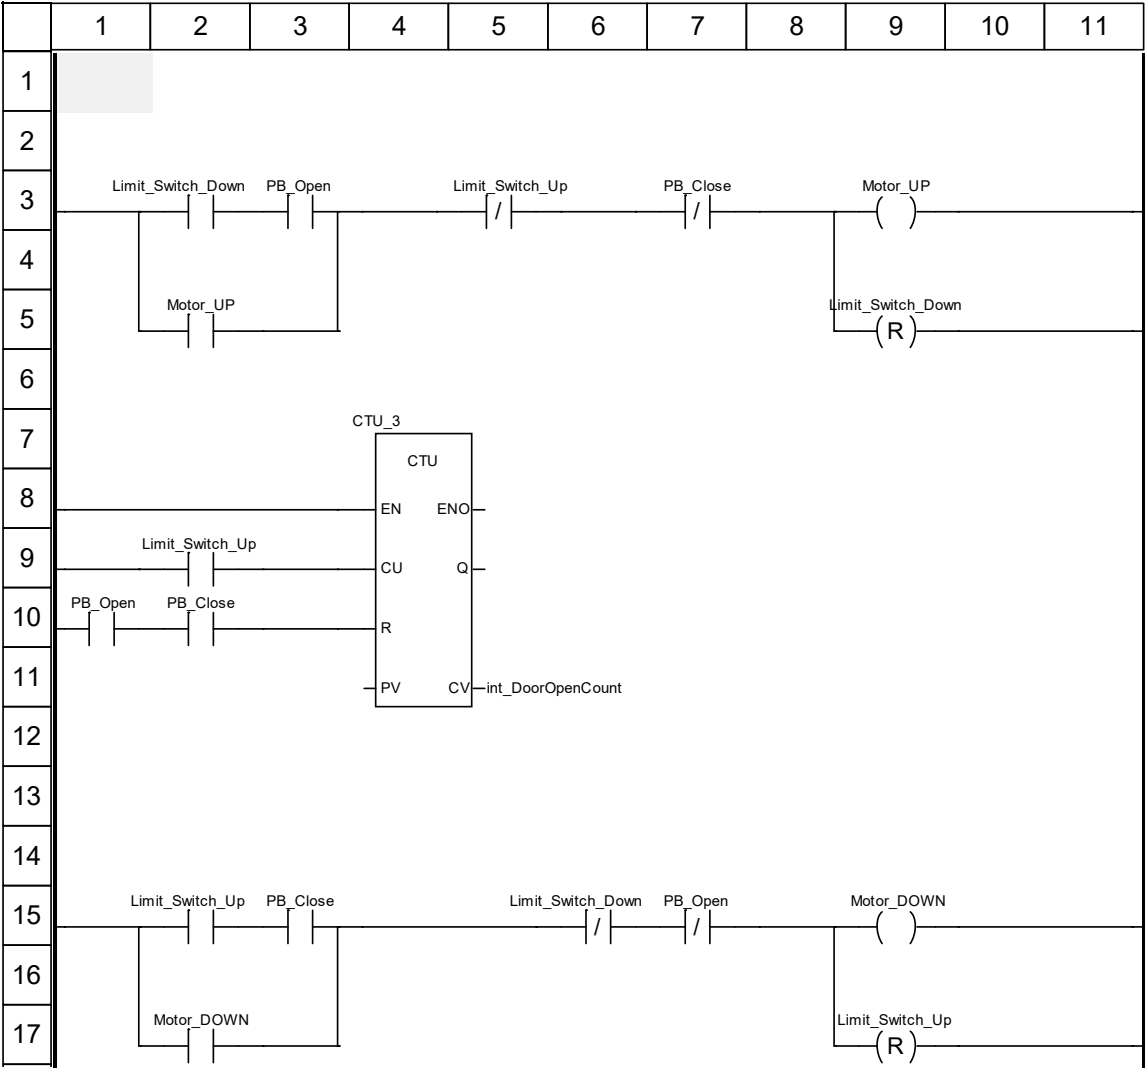 1 2 3 4 5 6 7 8 9 10 11
1
2
Limit_Switch_Down PB_Open Limit_Switch_Up PB_Close Motor_UP
3 / / ( )
4
Motor_UP Limit_Switch_Down
5 (R)
6
CTU_3
7
CTU
8 EN ENO
Limit_Switch_Up
9 CU Q
PB_Open PB_Close
10 R
11 PV CV int_DoorOpenCount
12
13
14
Limit_Switch_Up PB_Close Limit_Switch_Down PB_Open Motor_DOWN
15 / / ( )
16
Motor_DOWN Limit_Switch_Up
17 (R)